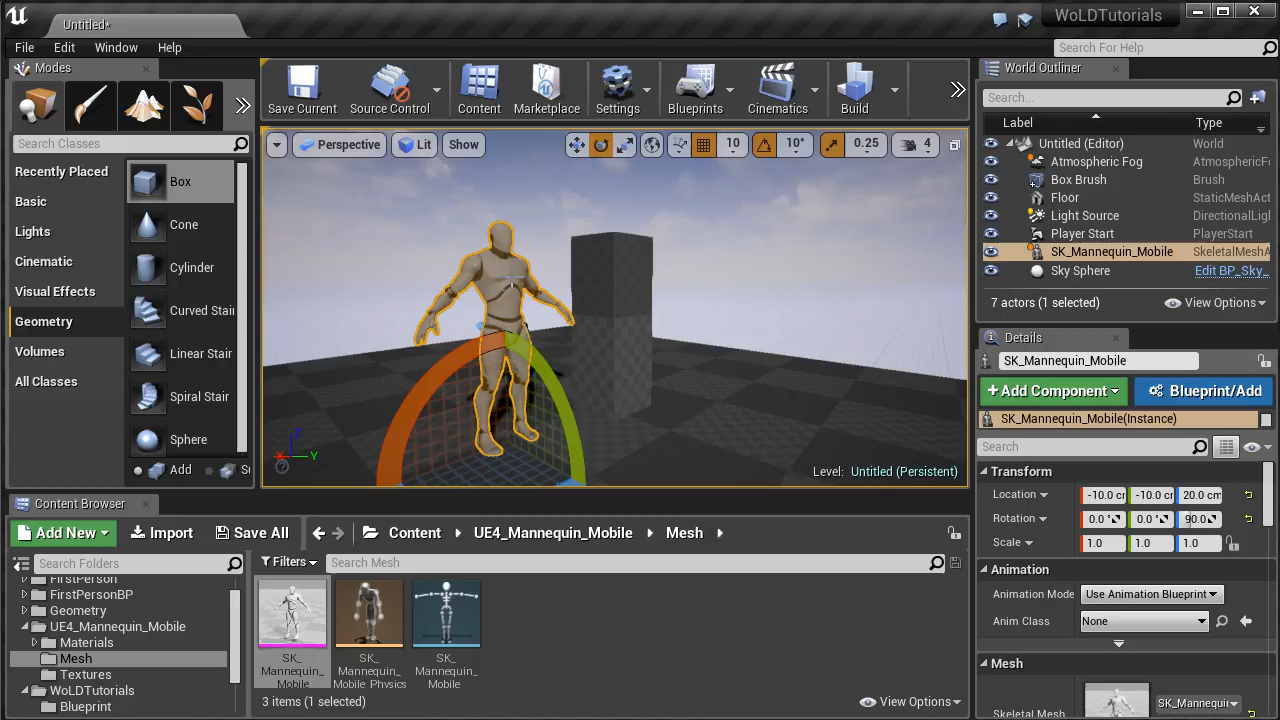 Untitled*
WoLDTutorials
File Edit Window Help
Search For Help
Modes
Search Classes
Recently Placed
Basic
Lights
Cinematic
Visual Effects
Geometry
Volumes
All Classes
Box
Cone
Cylinder
Curved Stair
Linear Stair
Spiral Stair
Sphere
Add
Save Current
Source Control
Content
Marketplace
Settings
Blueprints
Cinematics
Build
Perspective
Lit
Show
10
10°
0.25
4
Z
X
Y
Level: Untitled (Persistent)
World Outliner
Search...
Label Type
Untitled (Editor) World
Atmospheric Fog AtmosphericF
Box Brush Brush
Floor StaticMeshAct
Light Source DirectionalLigh
Player Start PlayerStart
SK_Mannequin_Mobile SkeletalMeshA
Sky Sphere Edit BP_Sky_
7 actors (1 selected)
View Options
Details
SK_Mannequin_Mobile
+Add Component
Blueprint/Add
SK_Mannequin_Mobile(Instance)
Search
Transform
Location -10.0 cm -10.0 cm 20.0 cm
Rotation 0.0 ° 0.0 ° 90.0
Scale 1.0 1.0 1.0
Animation
Animation Mode Use Animation Blueprint
Anim Class None
Mesh
Skeletal Mesh SK_Mannequin
Content Browser
Add New
Import
Save All
Content
UE4_Mannequin_Mobile
Mesh
Search Folders
Filters
Search Mesh
FirstPerson
FirstPersonBP
Geometry
UE4_Mannequin_Mobile
Materials
Mesh
Textures
WoLDTutorials
Blueprint
SK_
Mannequin_
Mobile
SK_
Mannequin_
Mobile_Physics
SK_
Mannequin_
Mobile
3 items (1 selected)
View Options